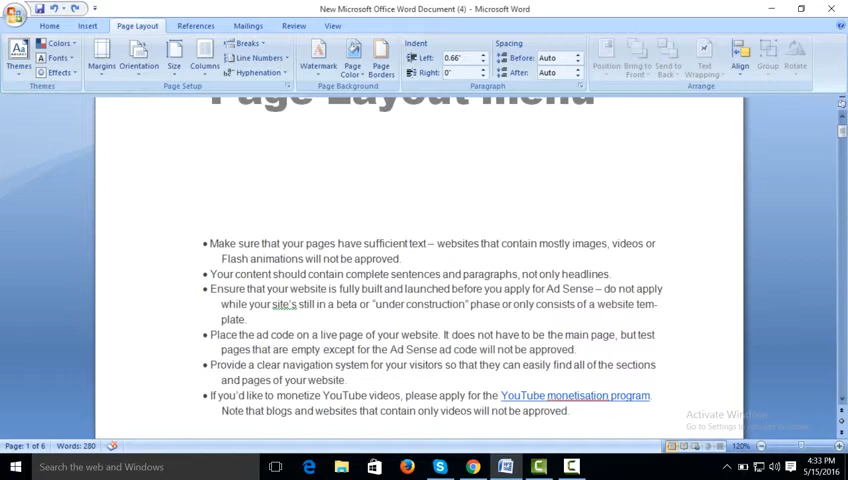 New Microsoft Office Word Document (4) - Microsoft Word
Home Insert Page Layout References Mailings Review View
Themes Colors Fonts Effects Themes
Margins Orientation Size Columns Breaks Line Numbers Hyphenation Page Setup
Watermark Page Color Page Borders Page Background
Indent Left: 0.66" Right: 0" Spacing Before: Auto After: Auto Paragraph
Position Bring to Front Send to Back Text Wrapping Align Group Rotate Arrange
Page Layout Menu
• Make sure that your pages have sufficient text – websites that contain mostly images, videos or
Flash animations will not be approved.
• Your content should contain complete sentences and paragraphs, not only headlines.
• Ensure that your website is fully built and launched before you apply for Ad Sense – do not apply
while your site's still in a beta or "under construction" phase or only consists of a website tem-
plate.
• Place the ad code on a live page of your website. It does not have to be the main page, but test
pages that are empty except for the Ad Sense ad code will not be approved.
• Provide a clear navigation system for your visitors so that they can easily find all of the sections
and pages of your website.
• If you'd like to monetize YouTube videos, please apply for the YouTube monetisation program.
Note that blogs and websites that contain only videos will not be approved.
Activate Windows
Go to Settings to activate Windows.
Page: 1 of 6 Words: 280 120%
Search the web and Windows
4:33 PM
5/15/2016